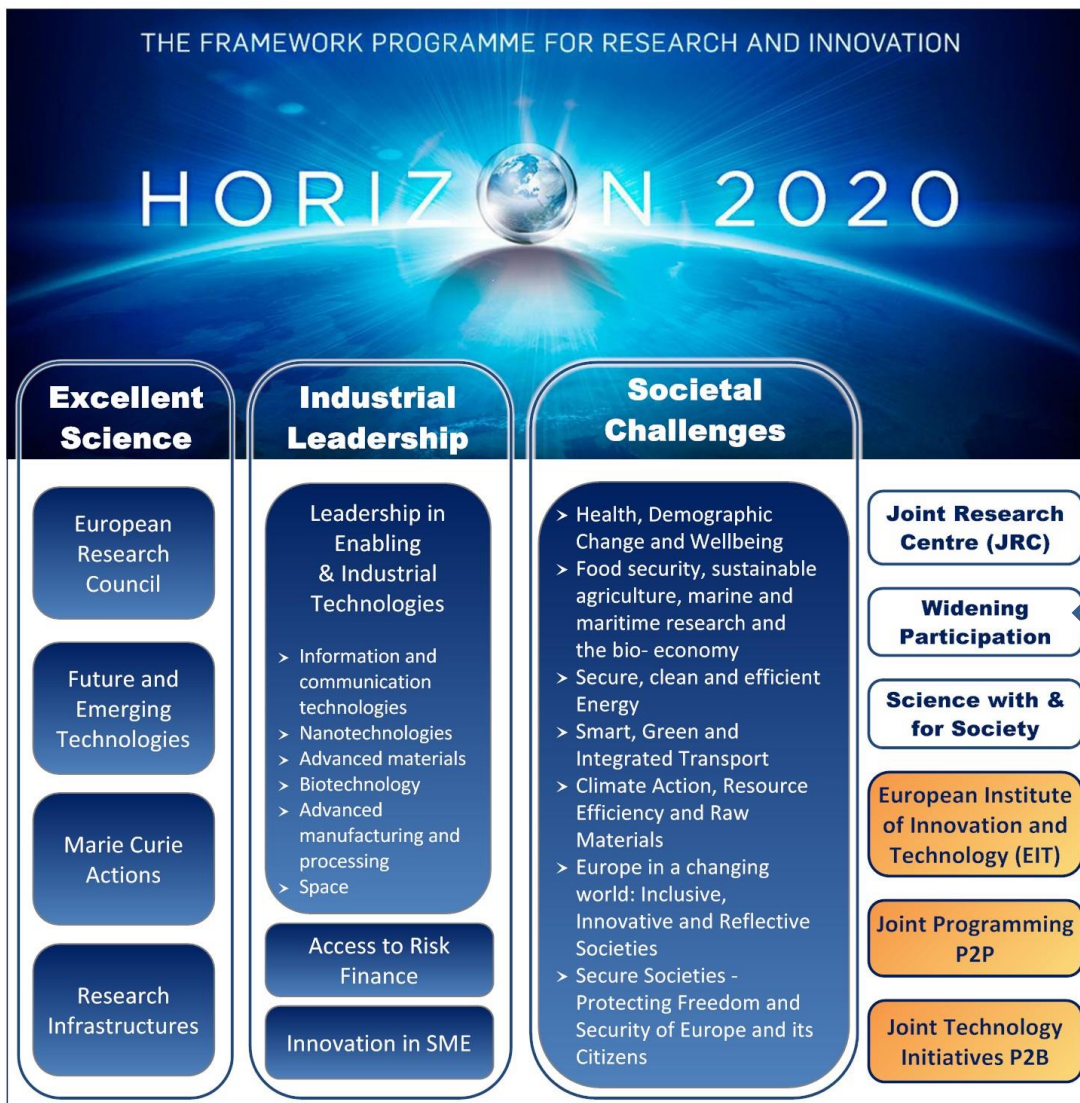 THE FRAMEWORK PROGRAMME FOR RESEARCH AND INNOVATION
HORIZON 2020
Excellent
Science
European
Research
Council
Future and
Emerging
Technologies
Marie Curie
Actions
Research
Infrastructures
Industrial
Leadership
Leadership in
Enabling
& Industrial
Technologies
➢ Information and
communication
technologies
➢ Nanotechnologies
➢ Advanced materials
➢ Biotechnology
➢ Advanced
manufacturing and
processing
➢ Space
Access to Risk
Finance
Innovation in SME
Societal
Challenges
➢ Health, Demographic
Change and Wellbeing
➢ Food security, sustainable
agriculture, marine and
maritime research and
the bio- economy
➢ Secure, clean and efficient
Energy
➢ Smart, Green and
Integrated Transport
➢ Climate Action, Resource
Efficiency and Raw
Materials
➢ Europe in a changing
world: Inclusive,
Innovative and Reflective
Societies
➢ Secure Societies -
Protecting Freedom and
Security of Europe and its
Citizens
Joint Research
Centre (JRC)
Widening
Participation
Science with &
for Society
European Institute
of Innovation and
Technology (EIT)
Joint Programming
P2P
Joint Technology
Initiatives P2B